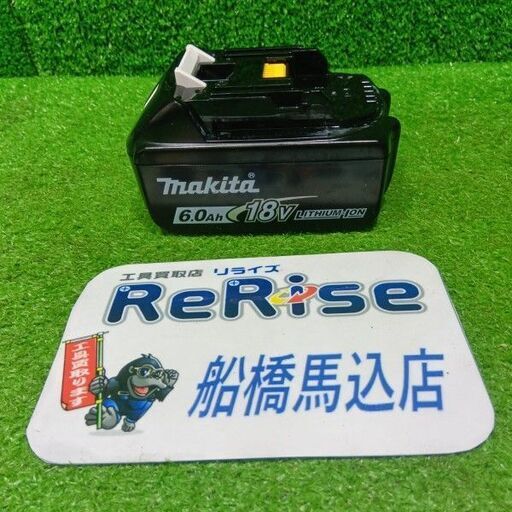 makita®
6.0Ah 18V LITHIUM-ION
工具買取店 リライズ
ReRise
工具買取ります
船橋馬込店